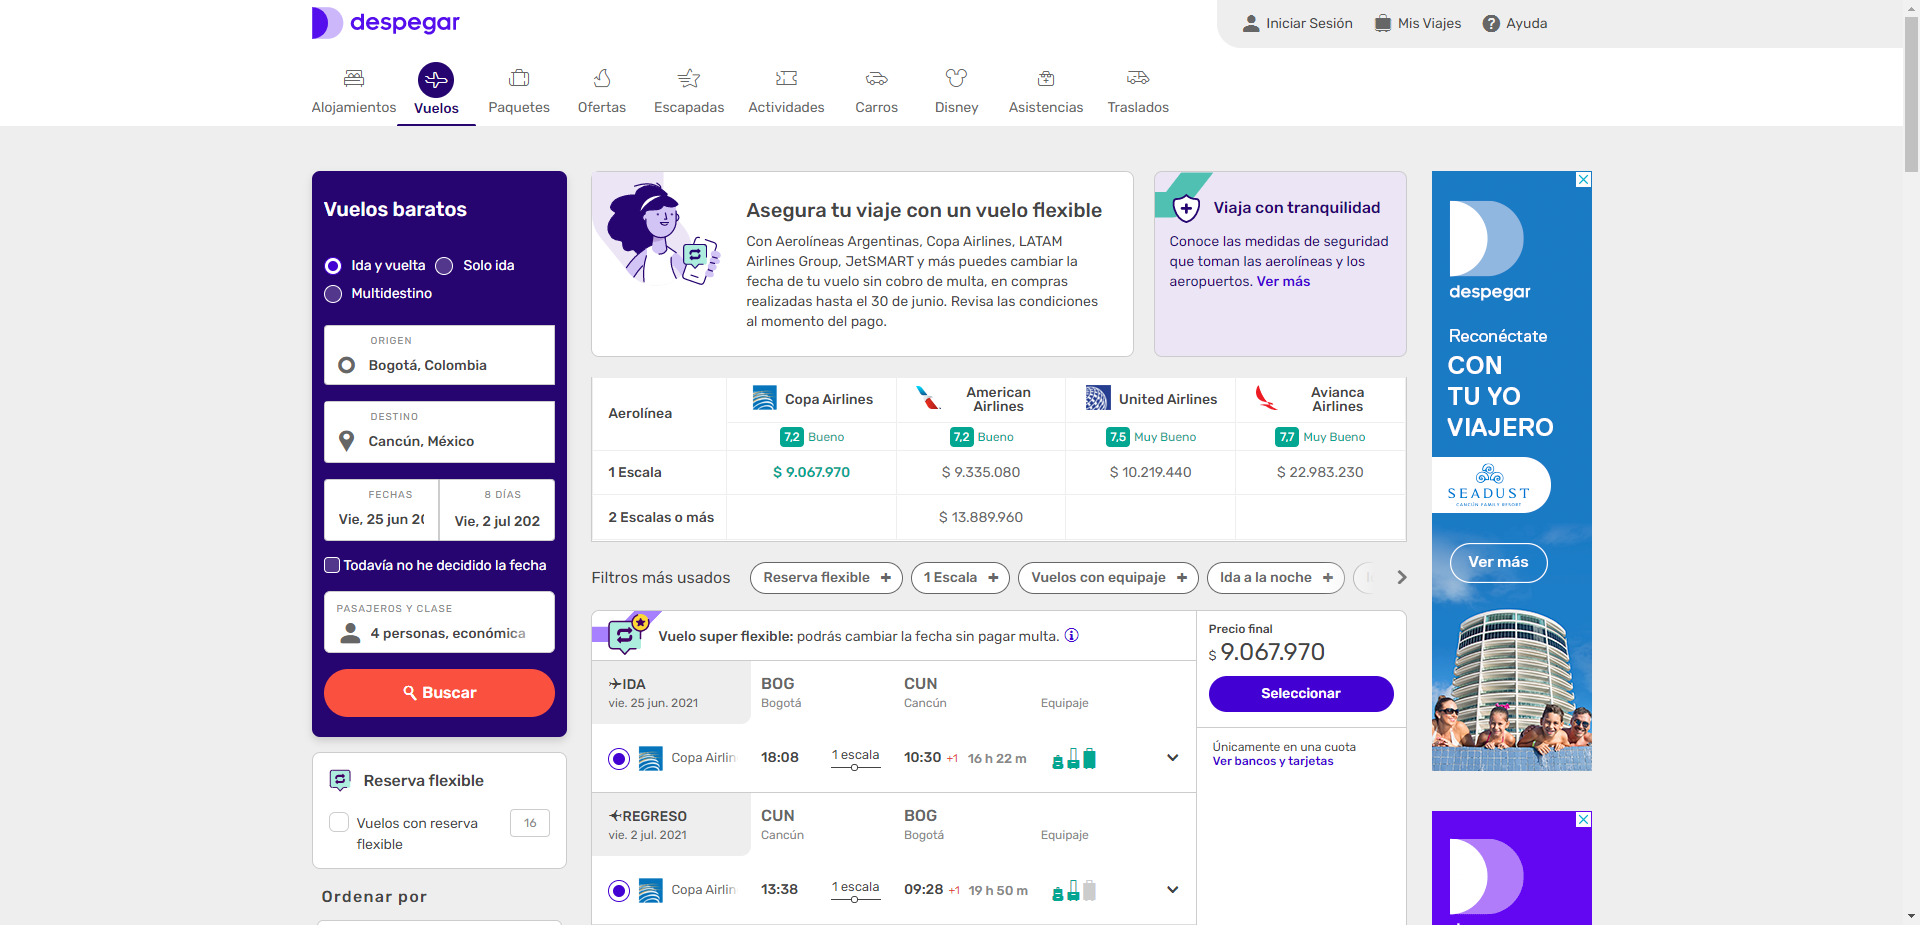 despegar
Iniciar Sesión
Mis Viajes
Ayuda
Alojamientos
Vuelos
Paquetes
Ofertas
Escapadas
Actividades
Carros
Disney
Asistencias
Traslados
Vuelos baratos
Ida y vuelta
Solo ida
Multidestino
ORIGEN
Bogotá, Colombia
DESTINO
Cancún, México
FECHAS
Vie, 25 jun
8 DÍAS
Vie, 2 jul 202
Todavía no he decidido la fecha
PASAJEROS Y CLASE
4 personas, económica
Buscar
Reserva flexible
Vuelos con reserva
flexible
16
Ordenar por
Asegura tu viaje con un vuelo flexible
Con Aerolíneas Argentinas, Copa Airlines, LATAM
Airlines Group, JetSMART y más puedes cambiar la
fecha de tu vuelo sin cobro de multa, en compras
realizadas hasta el 30 de junio. Revisa las condiciones
al momento del pago.
Viaja con tranquilidad
Conoce las medidas de seguridad
que toman las aerolíneas y los
aeropuertos. Ver más
Aerolínea
Copa Airlines
American
Airlines
United Airlines
Avianca
Airlines
7,2 Bueno
7,2 Bueno
7,5 Muy Bueno
7,7 Muy Bueno
1 Escala
$ 9.067.970
$ 9.335.080
$ 10.219.440
$ 22.983.230
2 Escalas o más
$ 13.889.960
Filtros más usados
Reserva flexible +
1 Escala +
Vuelos con equipaje +
Ida a la noche +
Vuelo super flexible: podrás cambiar la fecha sin pagar multa.
IDA
vie. 25 jun. 2021
BOG
Bogotá
CUN
Cancún
Equipaje
Copa Airlin
18:08
1 escala
10:30 +1
16 h 22 m
REGRESO
vie. 2 jul. 2021
CUN
Cancún
BOG
Bogotá
Equipaje
Copa Airlin
13:38
1 escala
09:28 +1
19 h 50 m
Precio final
$ 9.067.970
Seleccionar
Únicamente en una cuota
Ver bancos y tarjetas
despegar
Reconéctate
CON
TU YO
VIAJERO
SEADUST
CANCÚN FAMILY RESORT
Ver más